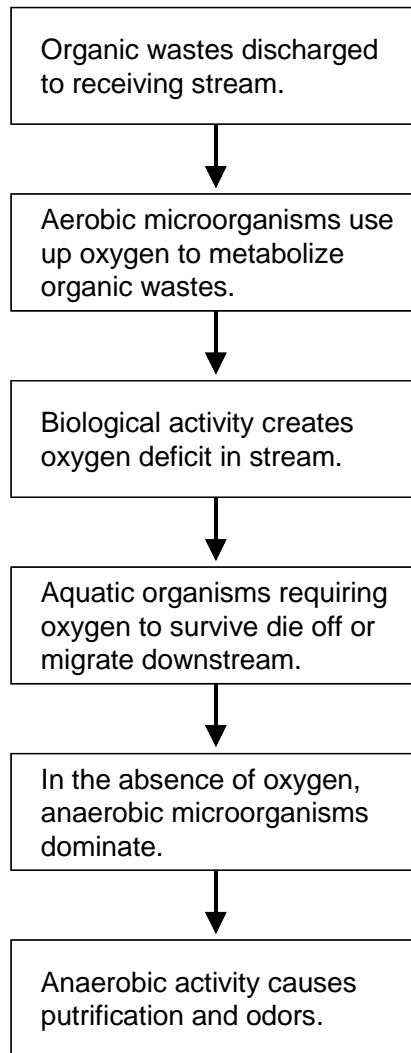 Organic wastes discharged
to receiving stream.
Aerobic microorganisms use
up oxygen to metabolize
organic wastes.
Biological activity creates
oxygen deficit in stream.
Aquatic organisms requiring
oxygen to survive die off or
migrate downstream.
In the absence of oxygen,
anaerobic microorganisms
dominate.
Anaerobic activity causes
putrification and odors.